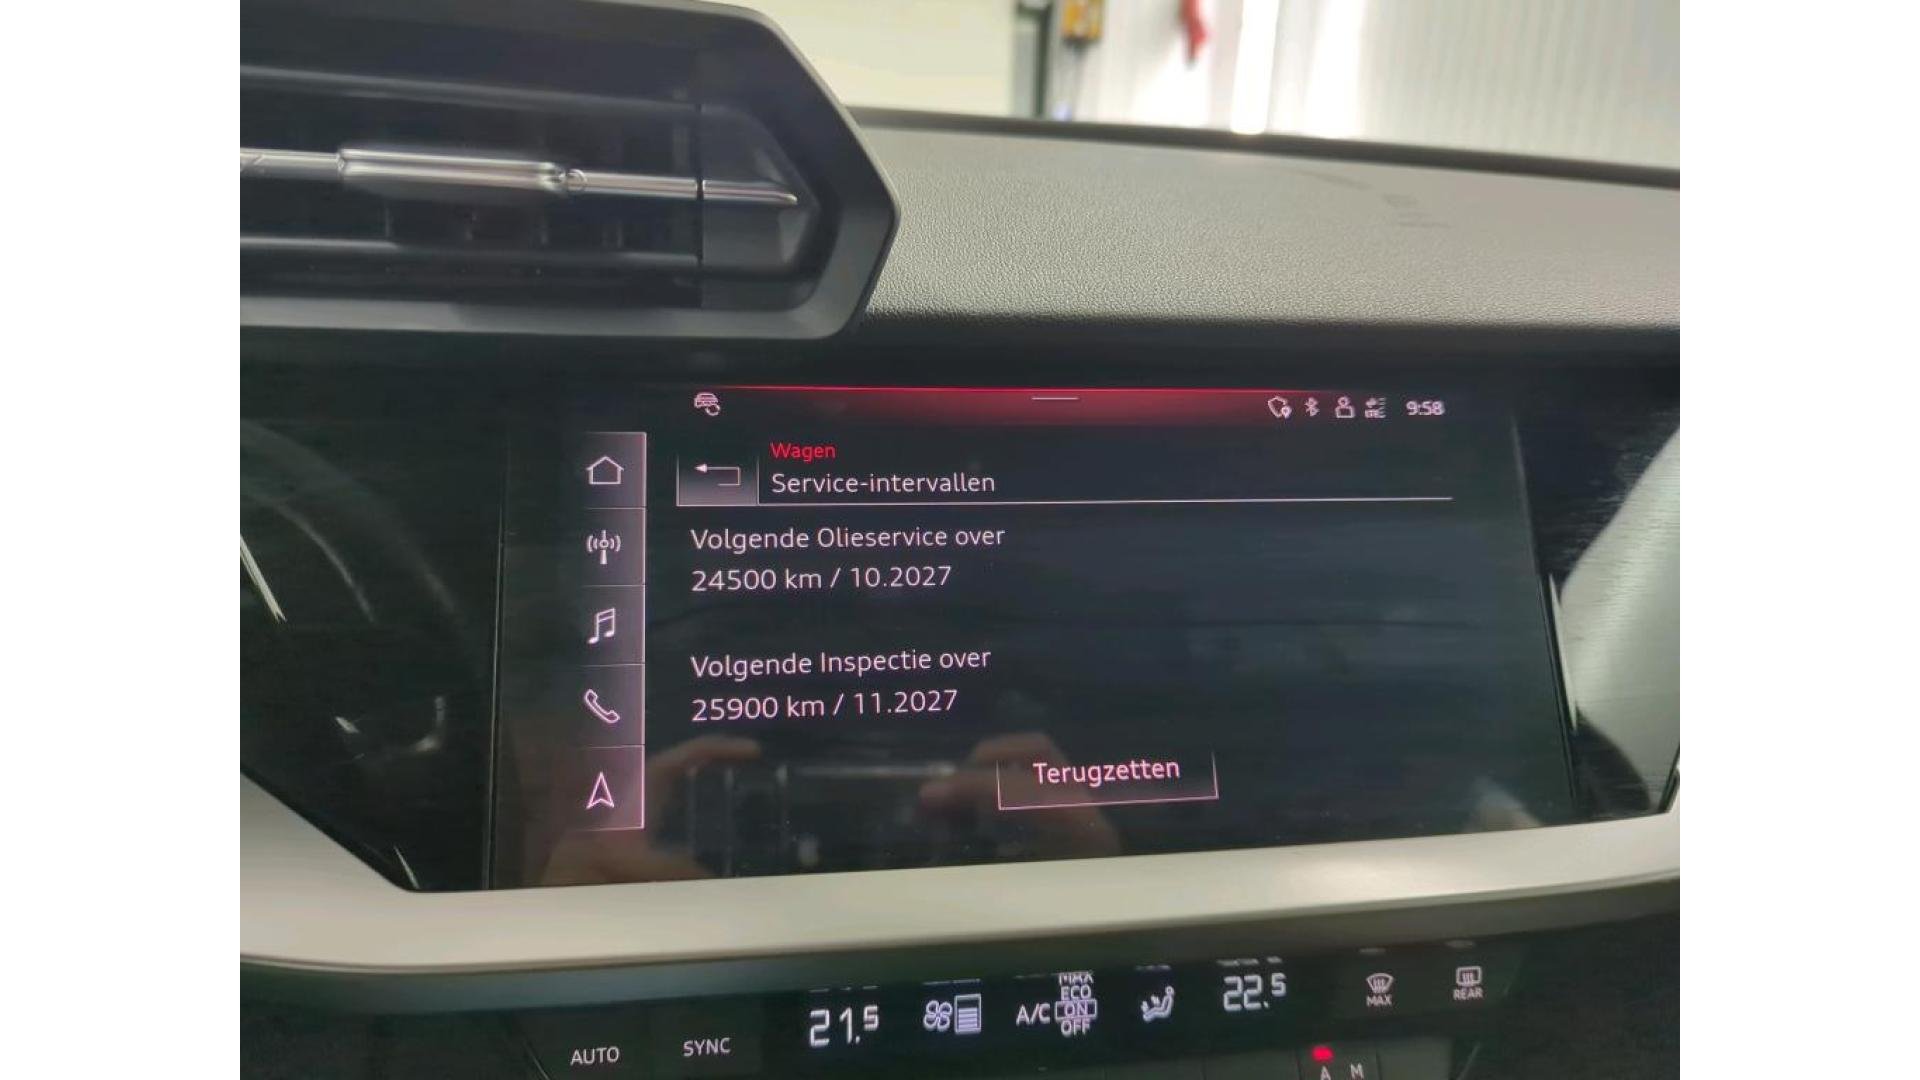 9:58
Wagen
Service-intervallen
Volgende Olieservice over
24500 km / 10.2027
Volgende Inspectie over
25900 km / 11.2027
Terugzetten
MAX
ECO
21.5 A/C ON 22.5
OFF
MAX REAR
AUTO SYNC
A M